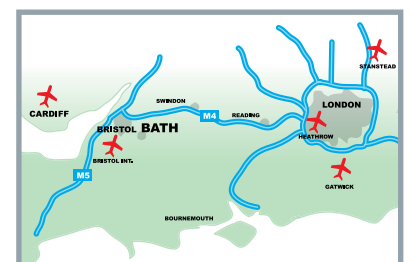 STANSTEAD
SWINDON
LONDON
CARDIFF
M4
READING
BRISTOL BATH
HEATHROW
BRISTOL INT.
M5
GATWICK
BOURNEMOUTH